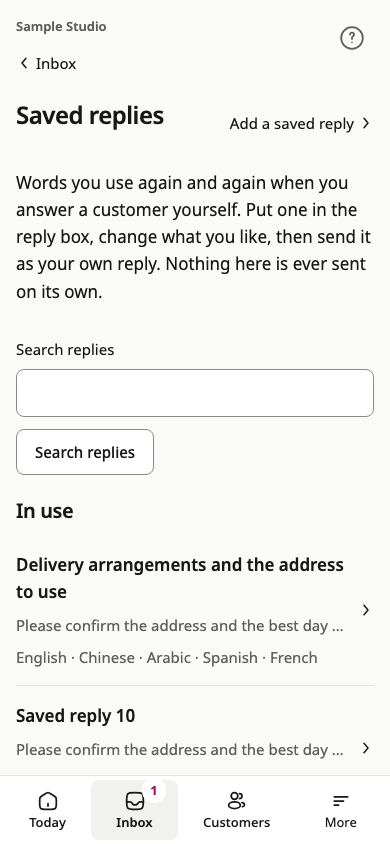 Sample Studio
Inbox
Saved replies
Add a saved reply
Words you use again and again when you
answer a customer yourself. Put one in the
reply box, change what you like, then send it
as your own reply. Nothing here is ever sent
on its own.
Search replies
Search replies
In use
Delivery arrangements and the address
to use
Please confirm the address and the best day ...
English · Chinese · Arabic · Spanish · French
Saved reply 10
Please confirm the address and the best day ...
1
Today
Inbox
Customers
More